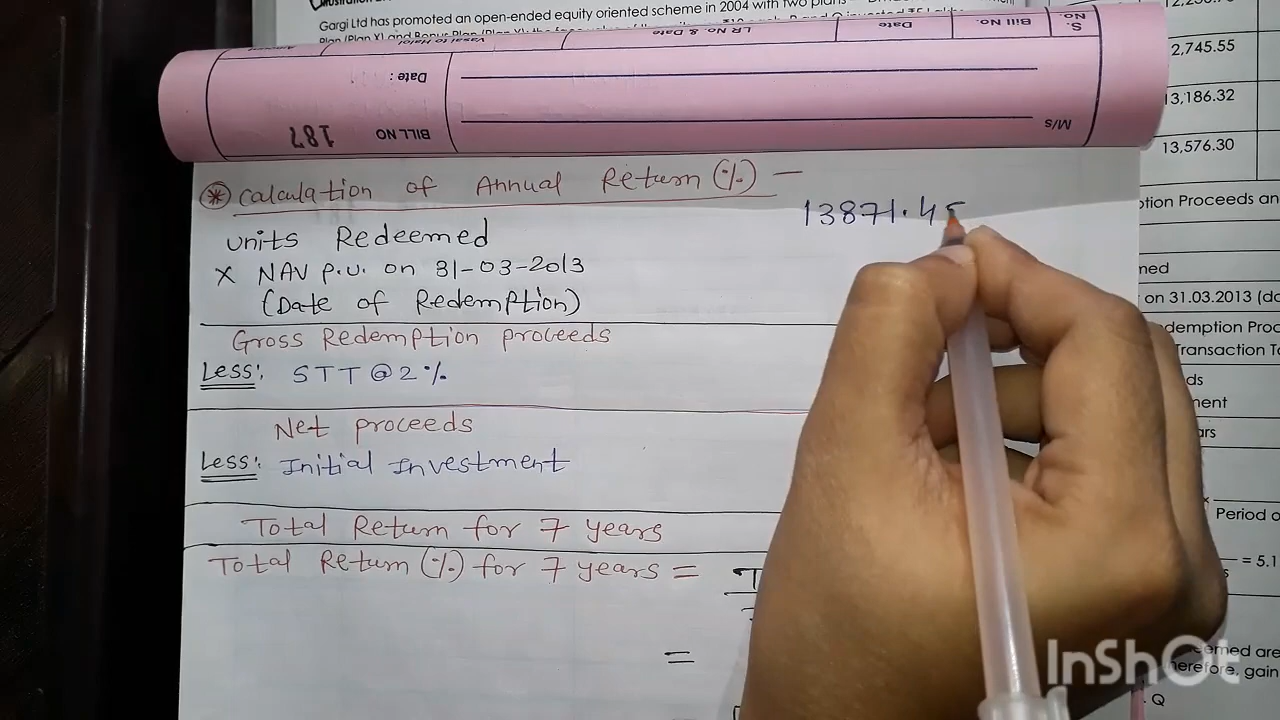 Gargi Ltd has promoted an open-ended equity oriented scheme in 2004 with two plans
S. No.
Bill No.
Date
L.R No. & Date
Date :
BILL NO
187
M/s
2,745.55
13,186.32
13,576.30
* Calculation of Annual Return (%) —
13871.45
Units Redeemed
X NAV p.u. on 31-03-2013
(Date of Redemption)
Gross Redemption proceeds
Less: STT @ 2%
Net proceeds
Less: Initial Investment
Total Return for 7 years
Total Return (%) for 7 years =
=
ption Proceeds an
med
on 31.03.2013 (da
demption Proc
Transaction Ta
ds
ment
ars
Period o
= 5.1
emed are
herefore, gain
. Q
InShOt